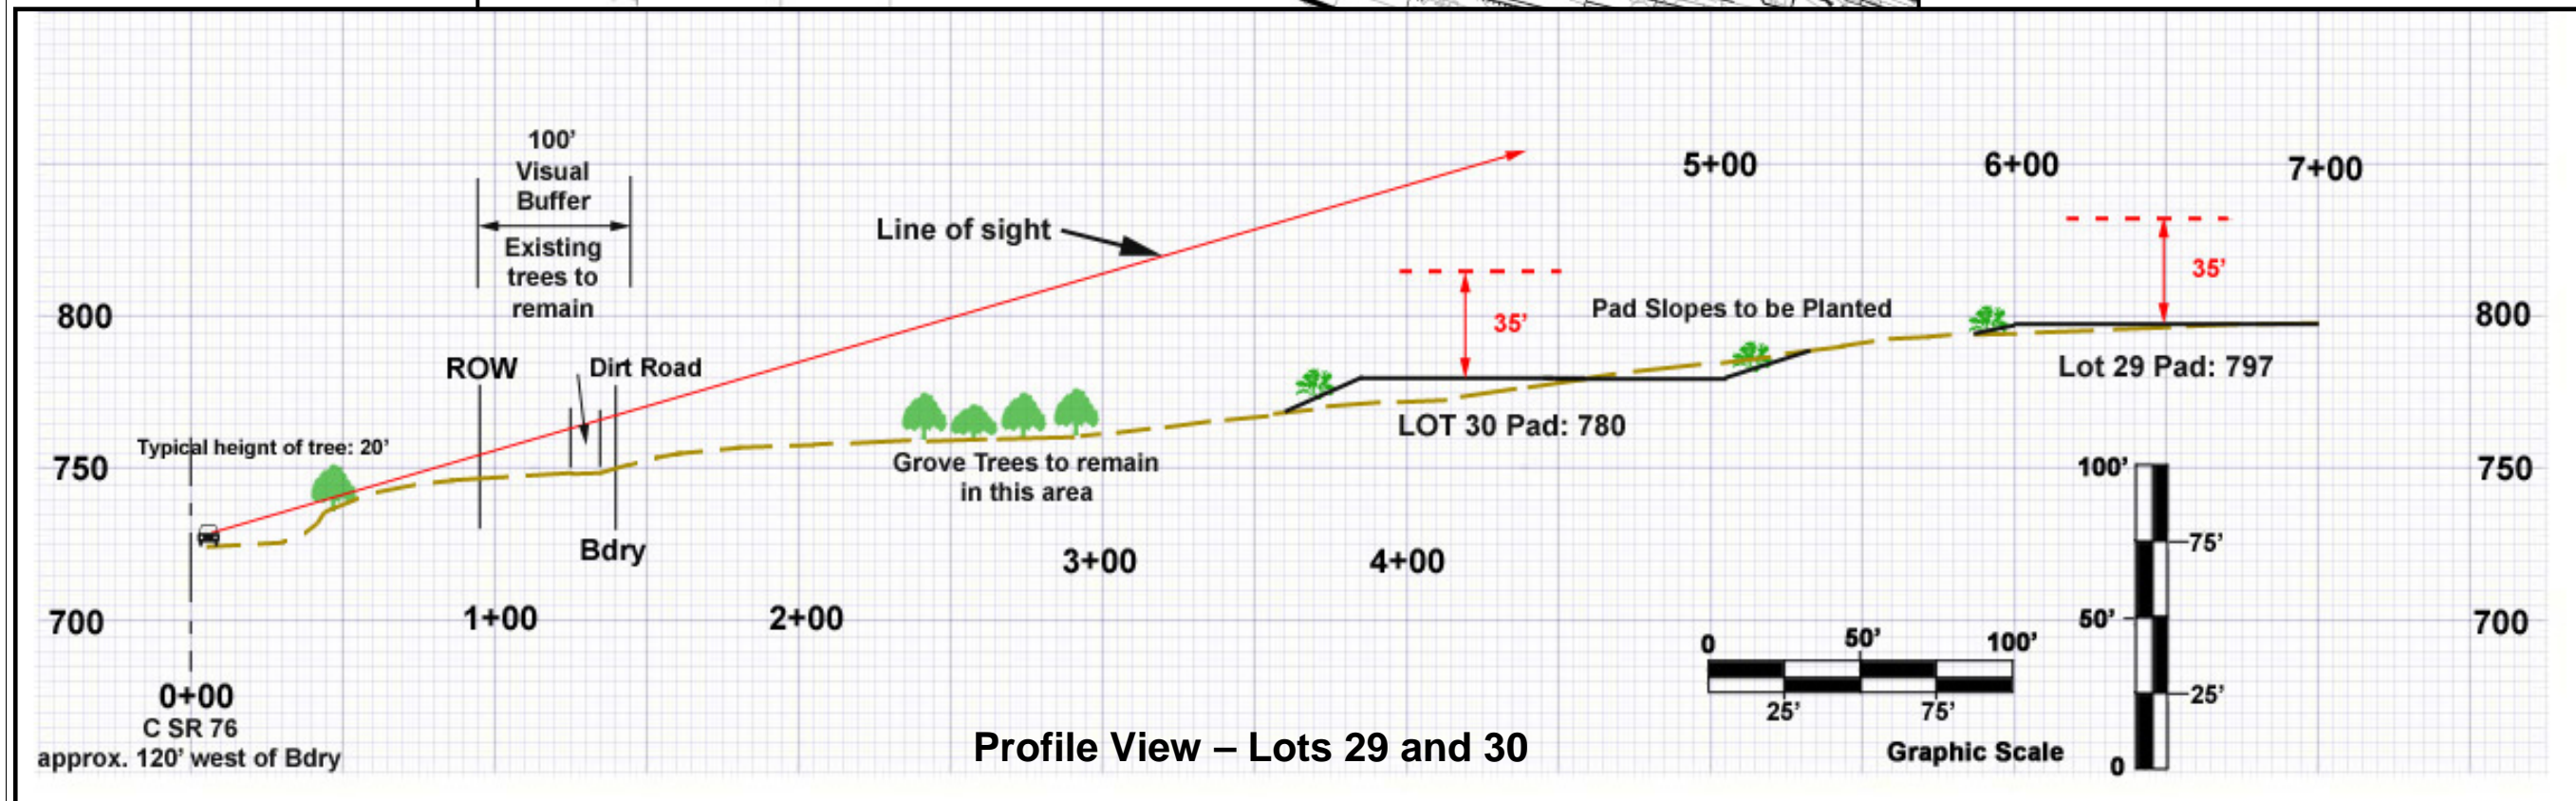 100’
Visual
Buffer
Existing
trees to
remain
Line of sight
5+00
6+00
7+00
35’
35’
Pad Slopes to be Planted
800
800
ROW
Dirt Road
Lot 29 Pad: 797
LOT 30 Pad: 780
Typical heignt of tree: 20’
750
750
Grove Trees to remain
in this area
Bdry
3+00
4+00
700
1+00
2+00
700
0+00
C SR 76
approx. 120’ west of Bdry
Profile View – Lots 29 and 30
0
50’
100’
25’
75’
Graphic Scale
100’
75’
50’
25’
0